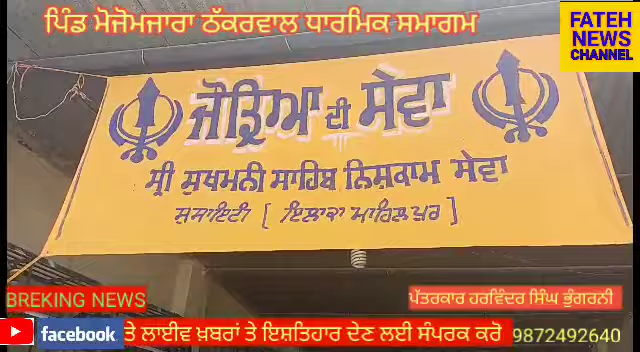 ਪਿੰਡ ਮੋਜੋਮਜਾਰਾ ਠੱਕਰਵਾਲ ਧਾਰਮਿਕ ਸਮਾਗਮ
FATEH
NEWS
CHANNEL
ਜੋੜਿਆ ਦੀ ਸੇਵਾ
ਸ੍ਰੀ ਸੁਖਮਨੀ ਸਾਹਿਬ ਨਿਸ਼ਕਾਮ ਸੇਵਾ
ਸੁਸਾਇਟੀ [ ਇਲਾਕਾ ਮਾਹਿਲਪੁਰ ]
BREKING NEWS
ਪੱਤਰਕਾਰ ਹਰਵਿੰਦਰ ਸਿੰਘ ਭੁੰਗਰਨੀ
facebook ਤੇ ਲਾਈਵ ਖ਼ਬਰਾਂ ਤੇ ਇਸ਼ਤਿਹਾਰ ਦੇਣ ਲਈ ਸੰਪਰਕ ਕਰੋ 9872492640